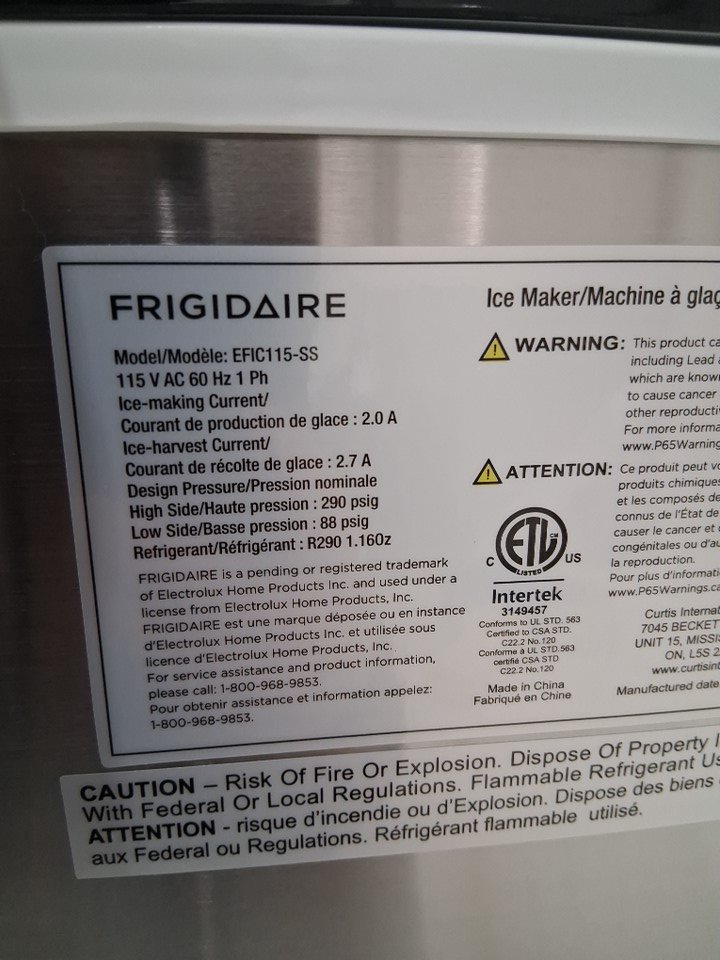 FRIGIDAIRE
Model/Modèle: EFIC115-SS
115 V AC 60 Hz 1 Ph
Ice-making Current/
Courant de production de glace : 2.0 A
Ice-harvest Current/
Courant de récolte de glace : 2.7 A
Design Pressure/Pression nominale
High Side/Haute pression : 290 psig
Low Side/Basse pression : 88 psig
Refrigerant/Réfrigérant : R290 1.16Oz
FRIGIDAIRE is a pending or registered trademark
of Electrolux Home Products Inc. and used under a
license from Electrolux Home Products, Inc.
FRIGIDAIRE est une marque déposée ou en instance
d'Electrolux Home Products Inc. et utilisée sous
licence d'Electrolux Home Products, Inc.
For service assistance and product information,
please call: 1-800-968-9853.
Pour obtenir assistance et information appelez:
1-800-968-9853.
Ice Maker/Machine à glaç
WARNING: This product ca
including Lead
which are known
to cause cancer
other reproductiv
For more informa
www.P65Warning
ATTENTION: Ce produit peut v
produits chimiques
et les composés de
connus de l'État de
causer le cancer et
congénitales ou d'au
la reproduction.
Pour plus d'informati
www.P65Warnings.ca
C ETL CM US
LISTED
Intertek
3149457
Conforms to UL STD. 563
Certified to CSA STD.
C22.2 No.120
Conforme à UL STD.563
certifié CSA STD
C22.2 No.120
Made in China
Fabriqué en Chine
Curtis Internat
7045 BECKET
UNIT 15, MISSI
ON, L5S 2
www.curtisint
Manufactured date
CAUTION – Risk Of Fire Or Explosion. Dispose Of Property I
With Federal Or Local Regulations. Flammable Refrigerant Us
ATTENTION - risque d'incendie ou d'Explosion. Dispose des biens
aux Federal ou Regulations. Réfrigérant flammable utilisé.